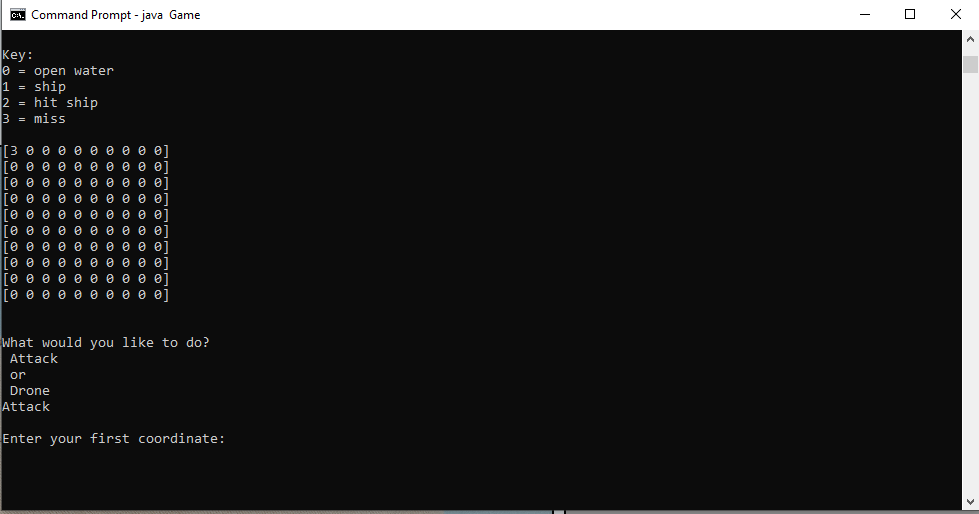 Command Prompt - java  Game
Key:
0 = open water
1 = ship
2 = hit ship
3 = miss
[3 0 0 0 0 0 0 0 0 0]
[0 0 0 0 0 0 0 0 0 0]
[0 0 0 0 0 0 0 0 0 0]
[0 0 0 0 0 0 0 0 0 0]
[0 0 0 0 0 0 0 0 0 0]
[0 0 0 0 0 0 0 0 0 0]
[0 0 0 0 0 0 0 0 0 0]
[0 0 0 0 0 0 0 0 0 0]
[0 0 0 0 0 0 0 0 0 0]
[0 0 0 0 0 0 0 0 0 0]
What would you like to do?
Attack
or
Drone
Attack
Enter your first coordinate: